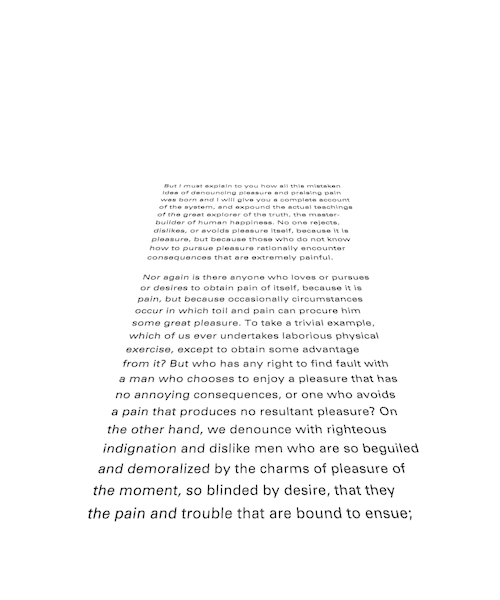 But I must explain to you how all this mistaken
idea of denouncing pleasure and praising pain
was born and I will give you a complete account
of the system, and expound the actual teachings
of the great explorer of the truth, the master-
builder of human happiness. No one rejects,
dislikes, or avoids pleasure itself, because it is
pleasure, but because those who do not know
how to pursue pleasure rationally encounter
consequences that are extremely painful.
Nor again is there anyone who loves or pursues
or desires to obtain pain of itself, because it is
pain, but because occasionally circumstances
occur in which toil and pain can procure him
some great pleasure. To take a trivial example,
which of us ever undertakes laborious physical
exercise, except to obtain some advantage
from it? But who has any right to find fault with
a man who chooses to enjoy a pleasure that has
no annoying consequences, or one who avoids
a pain that produces no resultant pleasure? On
the other hand, we denounce with righteous
indignation and dislike men who are so beguiled
and demoralized by the charms of pleasure of
the moment, so blinded by desire, that they
the pain and trouble that are bound to ensue;